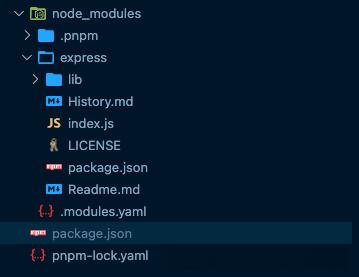 node_modules
.pnpm
express
lib
History.md
JS index.js
LICENSE
npm package.json
Readme.md
{..} .modules.yaml
npm package.json
{..} pnpm-lock.yaml